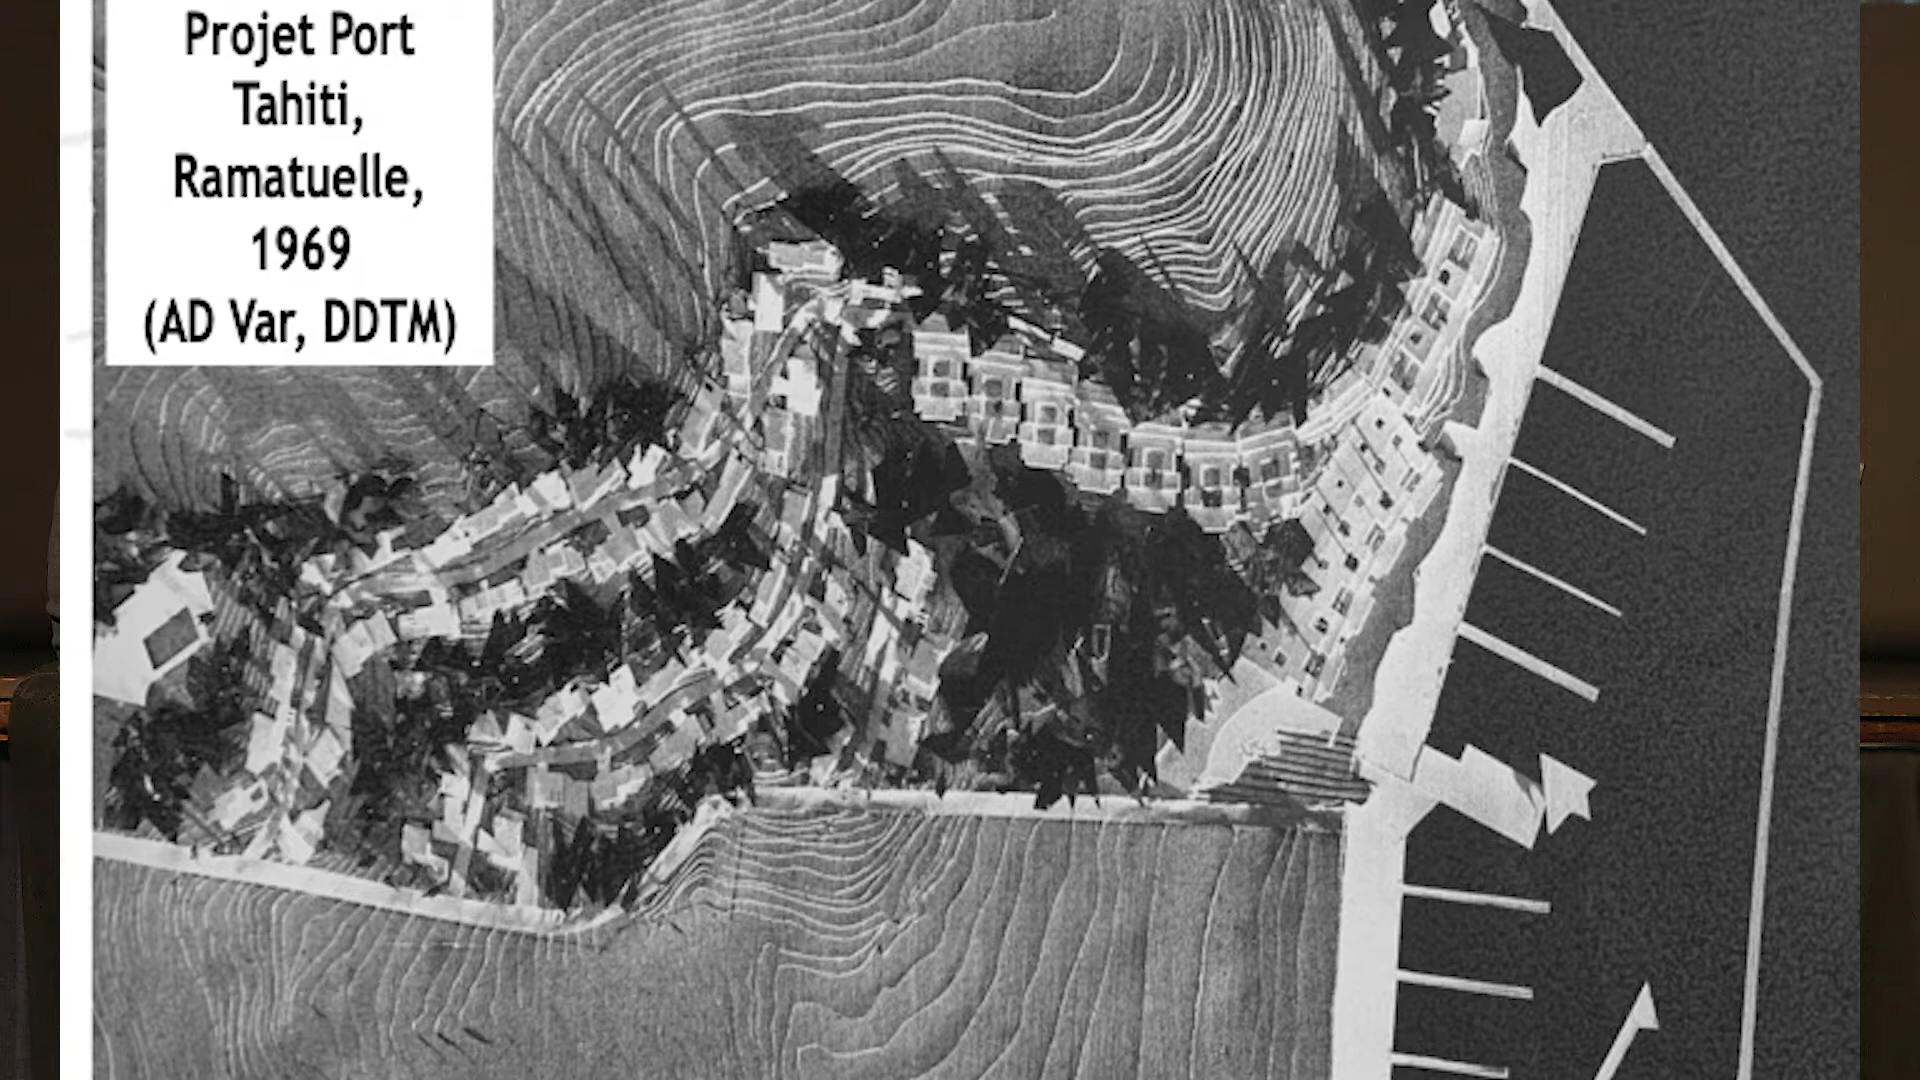 Projet Port
Tahiti,
Ramatuelle,
1969
(AD Var, DDTM)